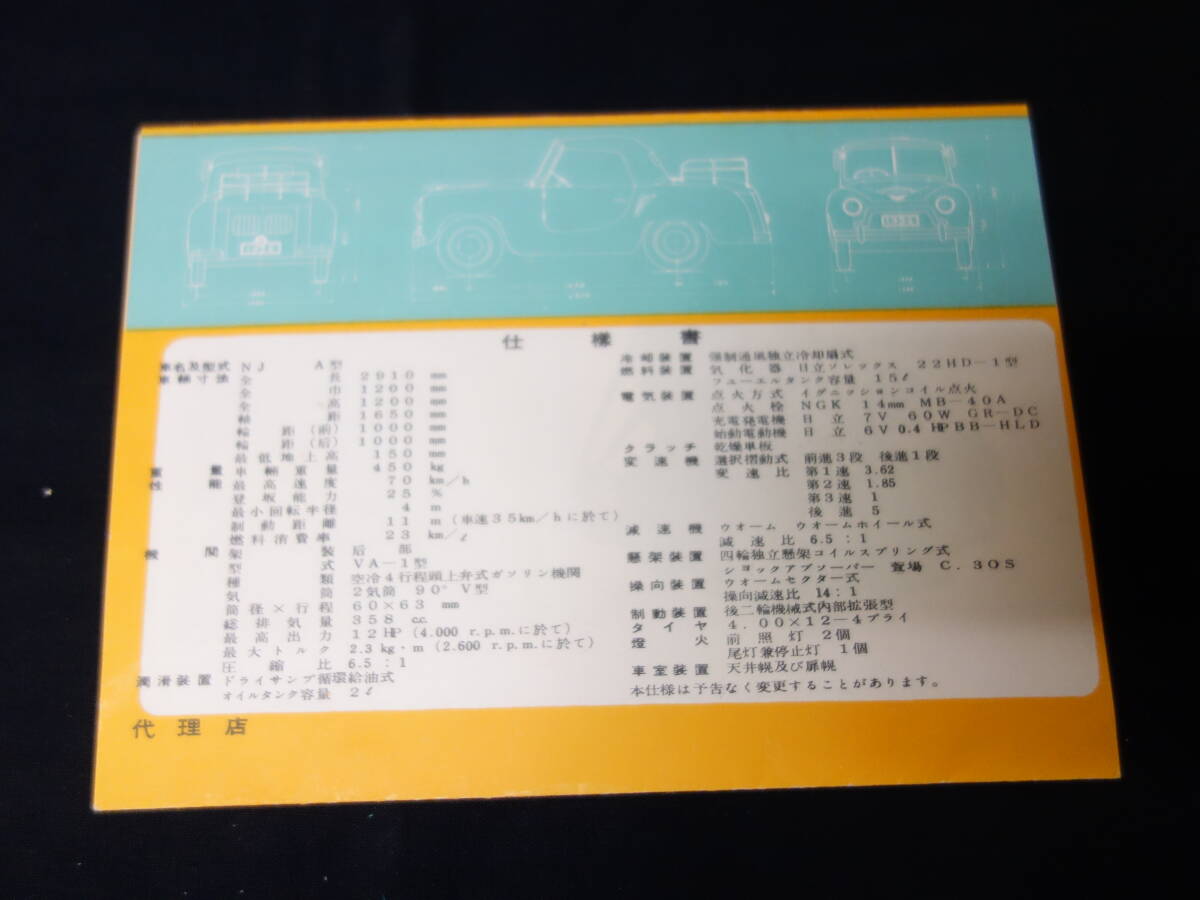 仕様書
車名及型式 NJ A型
車輌寸法 全長 2910 mm
全巾 1200 mm
全高 1200 mm
軸距 1650 mm
輪距(前) 1000 mm
輪距(后) 1000 mm
最低地上高 150 mm
重量 車輌重量 450 kg
性能 最高速度 70 km/h
登坂能力 25 %
最小回転半径 4 m
制動距離 11 m (車速35km/hに於て)
燃料消費率 23 km/ℓ
機関 架装 后部
型式 VA-1型
種類 空冷4行程頭上弁式ガソリン機関
気筒 2気筒 90°V型
筒径×行程 60×63 mm
総排気量 358 cc.
最高出力 12HP (4.000 r.p.m.に於て)
最大トルク 2.3kg・m (2.600 r.p.m.に於て)
圧縮比 6.5:1
潤滑装置 ドライサンプ循環給油式
オイルタンク容量 2ℓ
冷却装置 強制通風独立冷却扇式
燃料装置 気化器 日立ソレックス 22HD-1型
フューエルタンク容量 15ℓ
電気装置 点火方式 イグニッションコイル点火
点火栓 NGK 14mm MB-40A
充電発電機 日立 7V 60W GR-DC
始動電動機 日立 6V 0.4HP BB-HLD
クラッチ 乾燥単板
変速機 選択摺動式 前進3段 後進1段
変速比 第1速 3.62
第2速 1.85
第3速 1
後進 5
減速機 ウオーム ウオームホイール式
減速比 6.5:1
懸架装置 四輪独立懸架コイルスプリング式
ショックアブソーバー 萱場 C.30S
操向装置 ウオームセクター式
操向減速比 14:1
制動装置 後二輪機械式内部拡張型
タイヤ 4.00×12-4プライ
燈火 前照灯 2個
尾灯兼停止灯 1個
車室装置 天井幌及び扉幌
本仕様は予告なく変更することがあります。
代理店